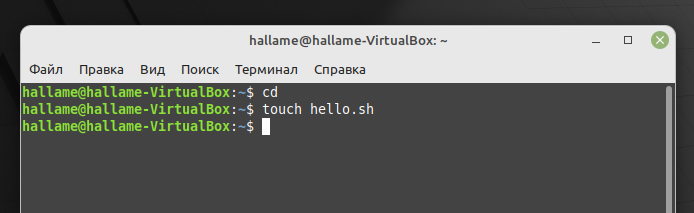 hallame@hallame-VirtualBox: ~
Файл Правка Вид Поиск Терминал Справка
hallame@hallame-VirtualBox:~$ cd
hallame@hallame-VirtualBox:~$ touch hello.sh
hallame@hallame-VirtualBox:~$